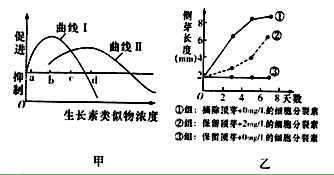 促进
抑制
曲线Ⅰ
曲线Ⅱ
a b c d
生长素类似物浓度
甲
侧芽长度(mm)
8
6
4
2
0 2 4 6 8 天数
①
②
③
①组：摘除顶芽+0mg/L的细胞分裂素
②组：保留顶芽+2mg/L的细胞分裂素
③组：保留顶芽+0mg/L的细胞分裂素
乙